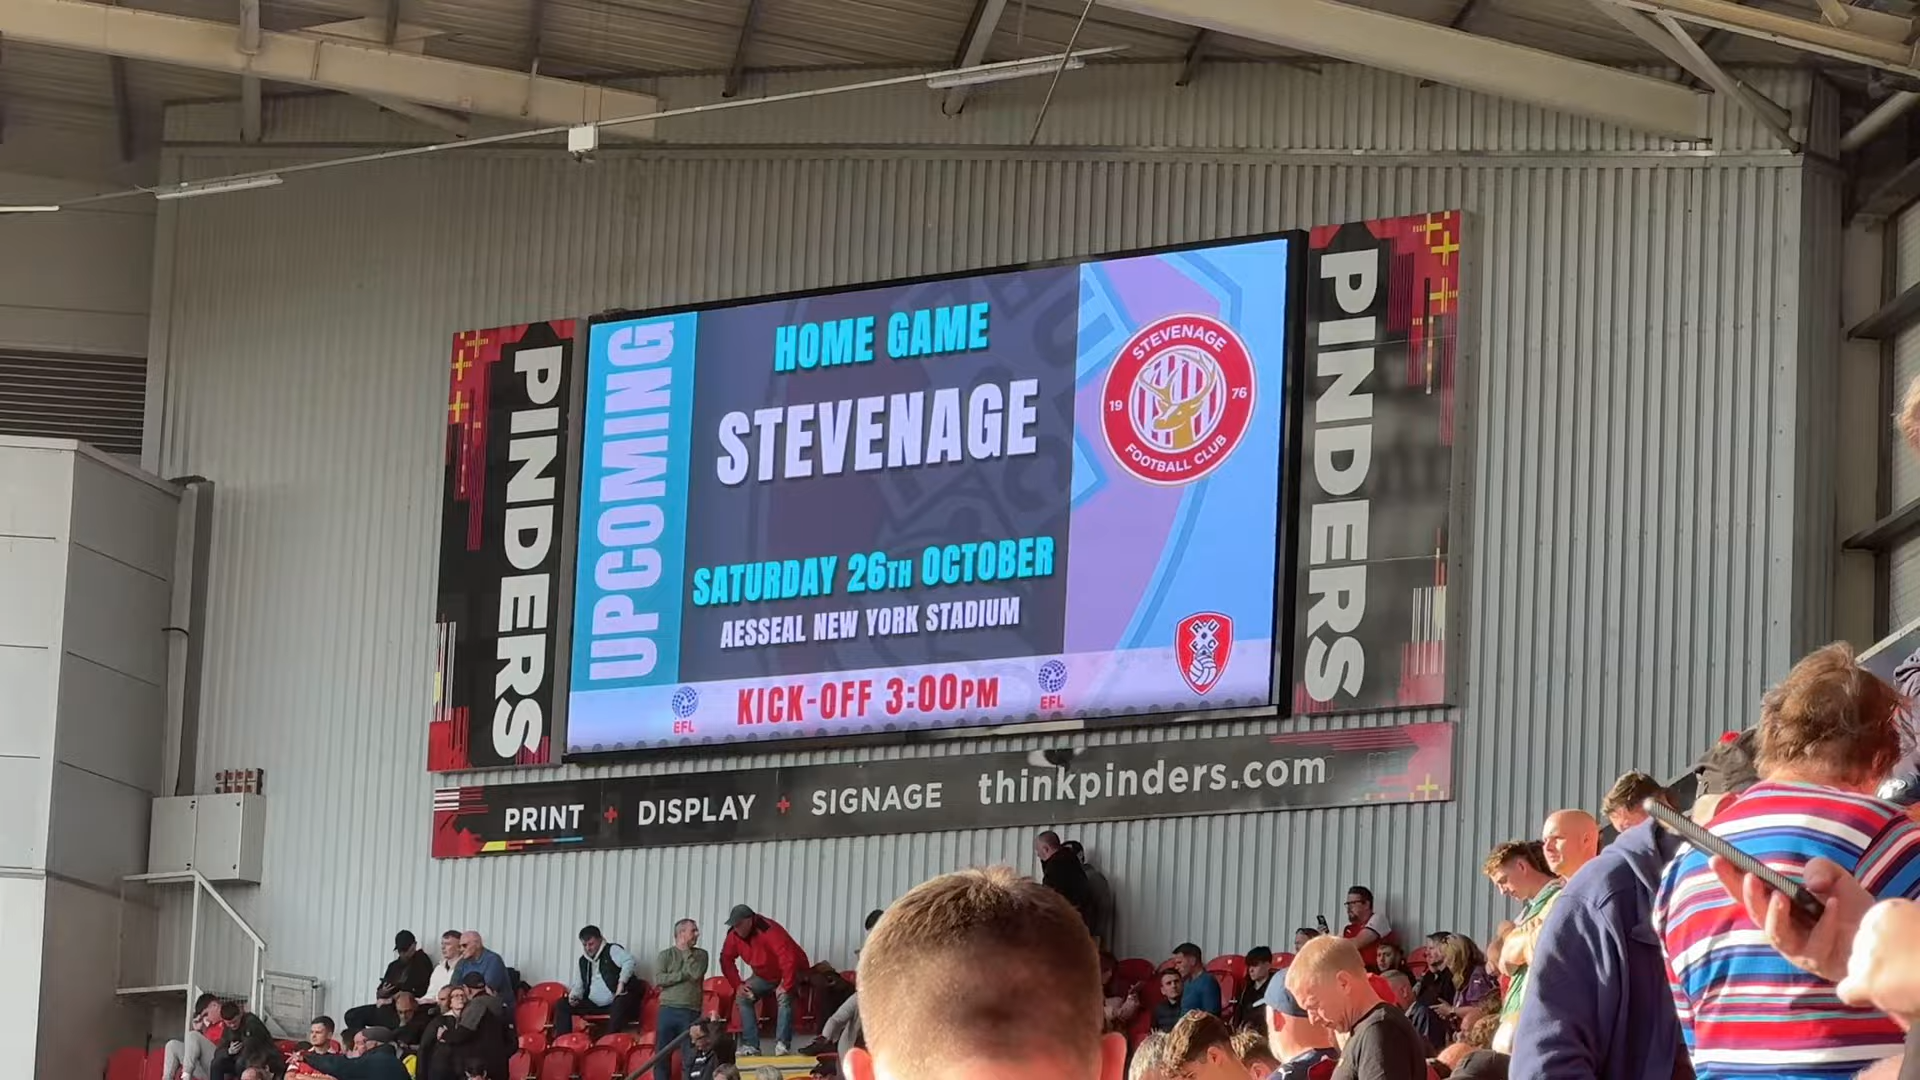 PINDERS
UPCOMING
HOME GAME
STEVENAGE
SATURDAY 26TH OCTOBER
AESSEAL NEW YORK STADIUM
EFL
KICK-OFF 3:00PM
EFL
STEVENAGE
19 76
FOOTBALL CLUB
R.U.
F.C.
PINDERS
PRINT + DISPLAY + SIGNAGE thinkpinders.com